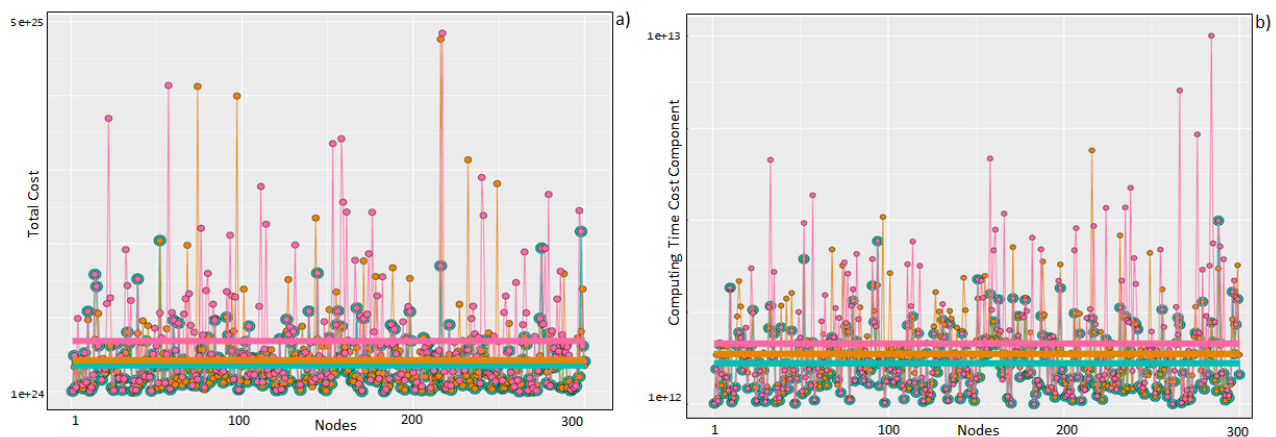 5e+25
a)
Total Cost
1e+24
1
100
Nodes
200
300
b)
1e+13
Computing Time Cost Component
1e+12
1
100
Nodes
200
300